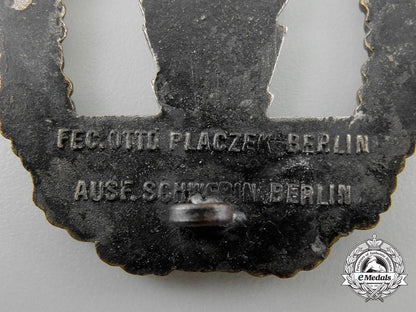 FEC. OTTO PLACZEK BERLIN
AUSF. SCHWERIN BERLIN
eMedals